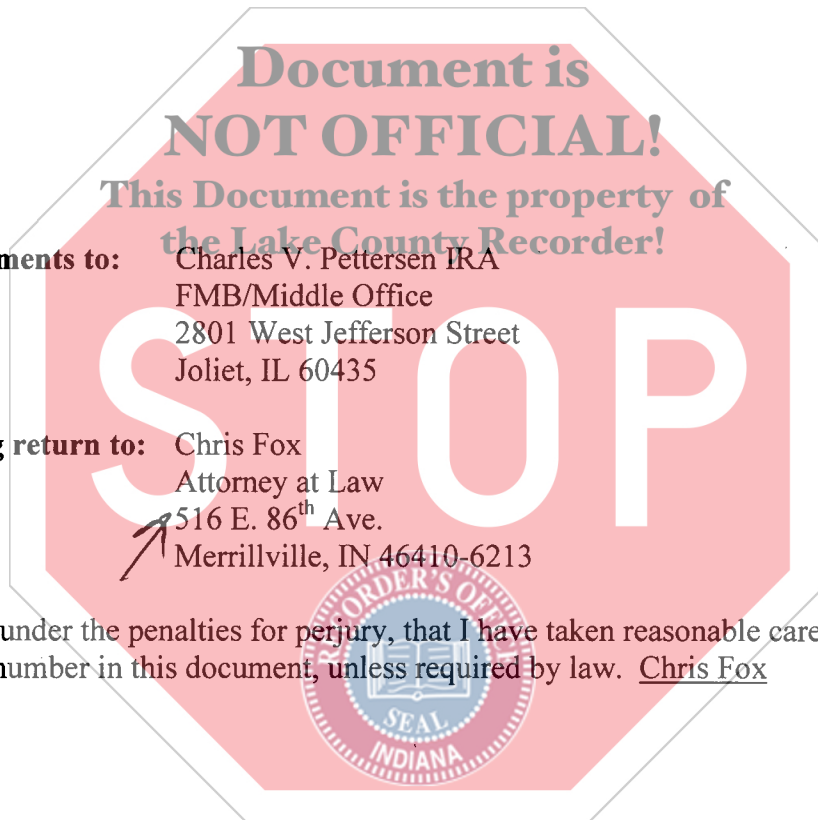 Document is
NOT OFFICIAL!
This Document is the property of
the Lake County Recorder!
ments to: Charles V. Pettersen IRA
FMB/Middle Office
2801 West Jefferson Street
Joliet, IL 60435
STOP
g return to: Chris Fox
Attorney at Law
516 E. 86th Ave.
Merrillville, IN 46410-6213
RECORDER'S OFFICE
under the penalties for perjury, that I have taken reasonable care
number in this document, unless required by law. Chris Fox
SEAL
INDIANA